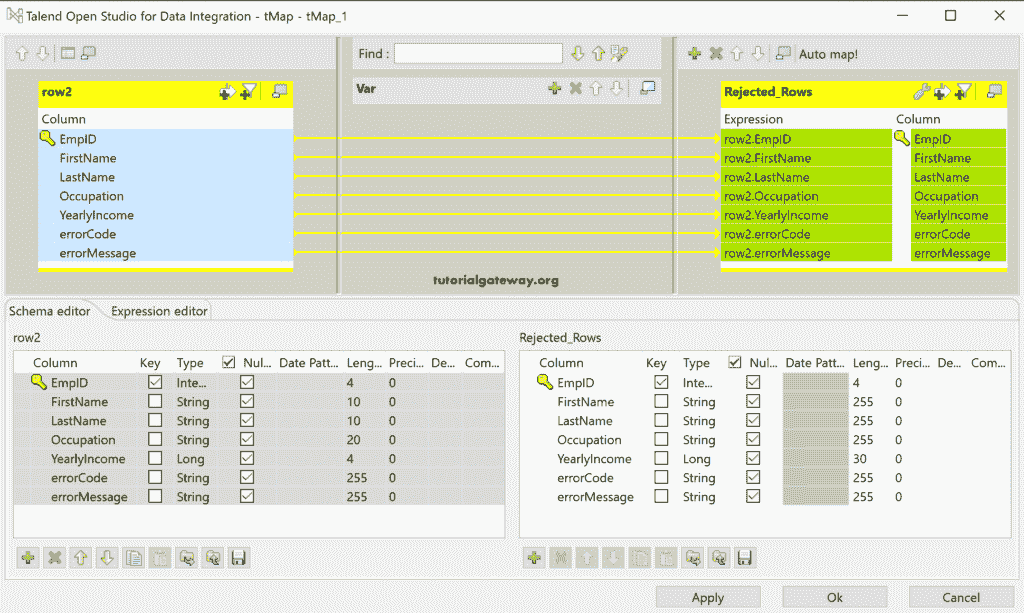 Talend Open Studio for Data Integration - tMap - tMap_1
Find :
Auto map!
row2
Var
Rejected_Rows
Column
Expression Column
EmpID
row2.EmpID EmpID
FirstName
row2.FirstName FirstName
LastName
row2.LastName LastName
Occupation
row2.Occupation Occupation
YearlyIncome
row2.YearlyIncome YearlyIncome
errorCode
row2.errorCode errorCode
errorMessage
row2.errorMessage errorMessage
tutorialgateway.org
Schema editor Expression editor
row2
Column Key Type Nul... Date Patt... Leng... Preci... De... Com...
EmpID Inte... 4 0
FirstName String 10 0
LastName String 10 0
Occupation String 20 0
YearlyIncome Long 4 0
errorCode String 255 0
errorMessage String 255 0
Rejected_Rows
Column Key Type Nul... Date Patt... Leng... Preci... De... Com...
EmpID Inte... 4 0
FirstName String 255 0
LastName String 255 0
Occupation String 255 0
YearlyIncome Long 30 0
errorCode String 255 0
errorMessage String 255 0
Apply Ok Cancel